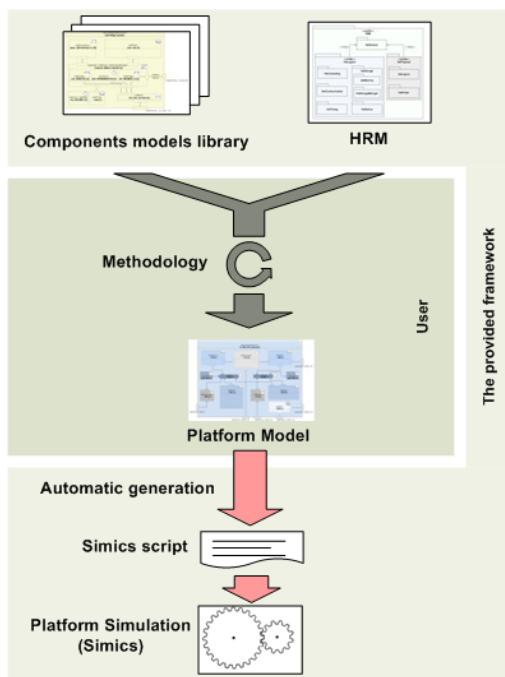 Components models library
HRM
Methodology
User
The provided framework
Platform Model
Automatic generation
Simics script
Platform Simulation
(Simics)